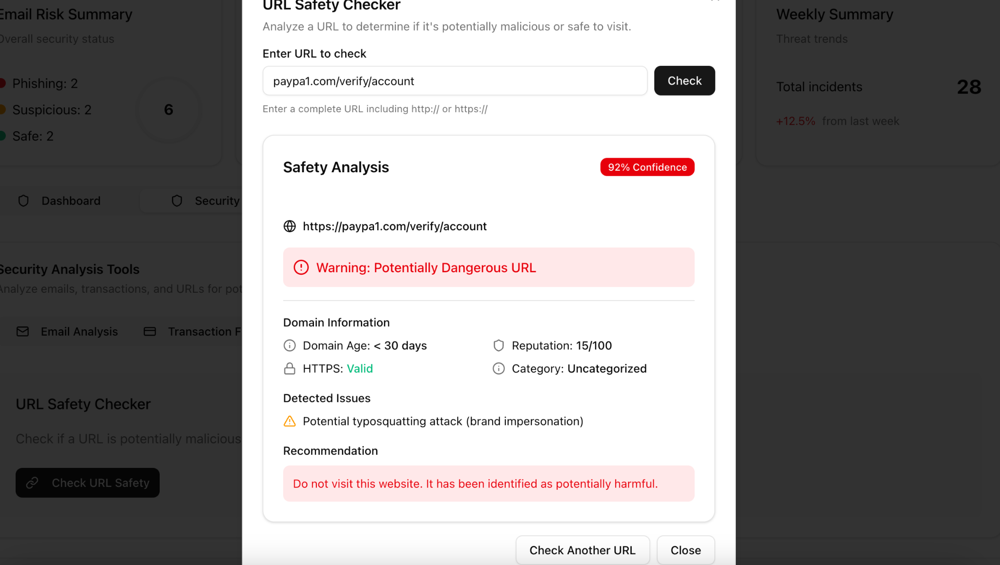 Email Risk Summary
Overall security status
Phishing: 2
Suspicious: 2
Safe: 2
6
Dashboard
Security
Security Analysis Tools
Analyze emails, transactions, and URLs for pot
Email Analysis
Transaction F
URL Safety Checker
Check if a URL is potentially malicious
Check URL Safety
URL Safety Checker
Analyze a URL to determine if it's potentially malicious or safe to visit.
Enter URL to check
paypa1.com/verify/account
Check
Enter a complete URL including http:// or https://
Safety Analysis
92% Confidence
https://paypa1.com/verify/account
Warning: Potentially Dangerous URL
Domain Information
Domain Age: < 30 days
Reputation: 15/100
HTTPS: Valid
Category: Uncategorized
Detected Issues
Potential typosquatting attack (brand impersonation)
Recommendation
Do not visit this website. It has been identified as potentially harmful.
Check Another URL
Close
Weekly Summary
Threat trends
Total incidents
28
+12.5% from last week